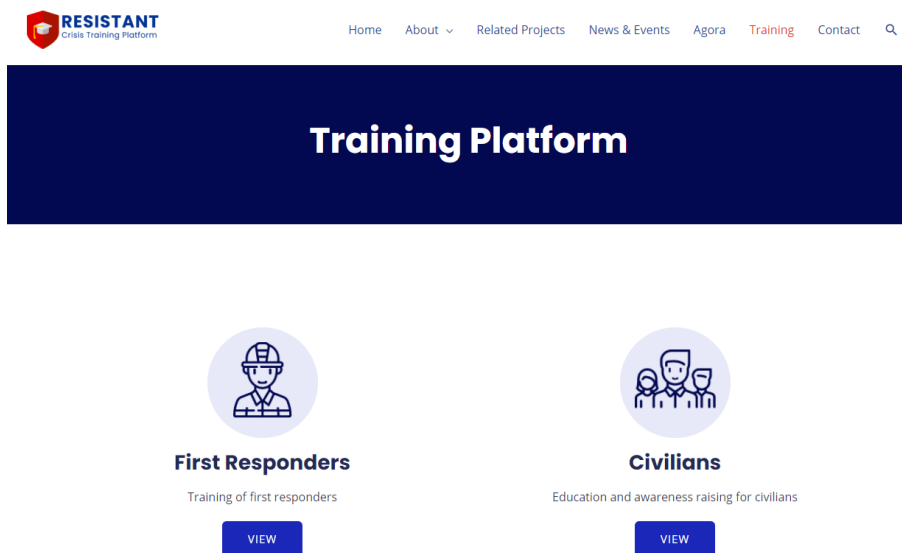 RESISTANT
Crisis Training Platform
Home About Related Projects News & Events Agora Training Contact
Training Platform
First Responders
Training of first responders
VIEW
Civilians
Education and awareness raising for civilians
VIEW